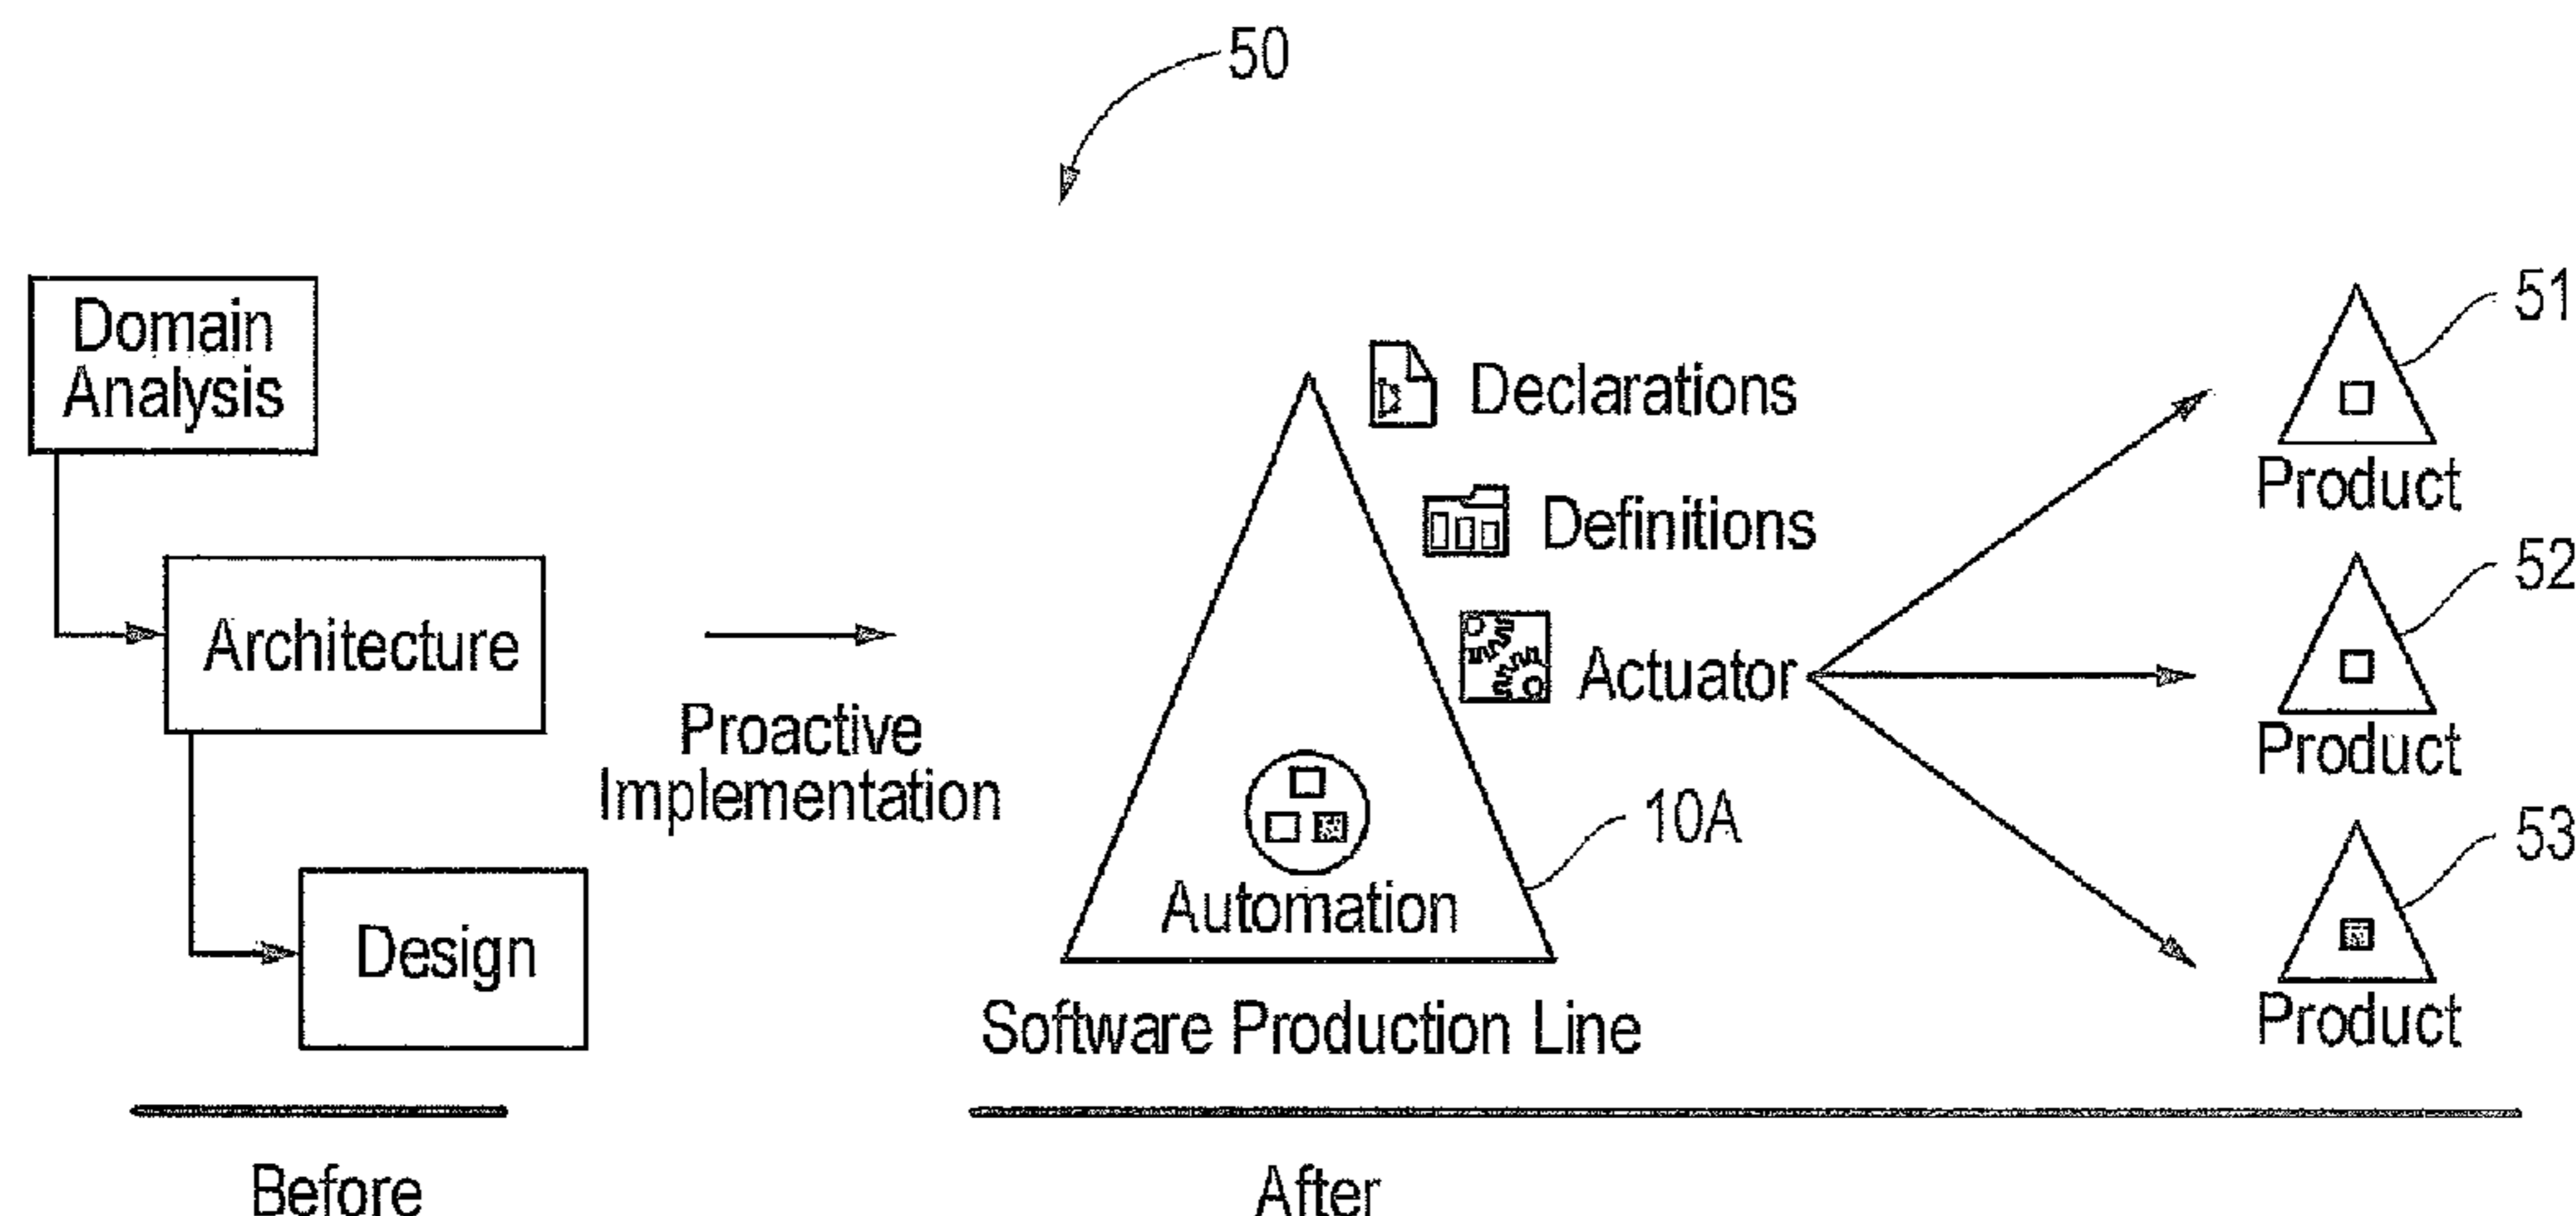 50
Domain
Analysis
Architecture
Design
Before
Proactive
Implementation
Declarations
Definitions
Actuator
Automation
10A
Software Production Line
After
51
Product
52
Product
53
Product